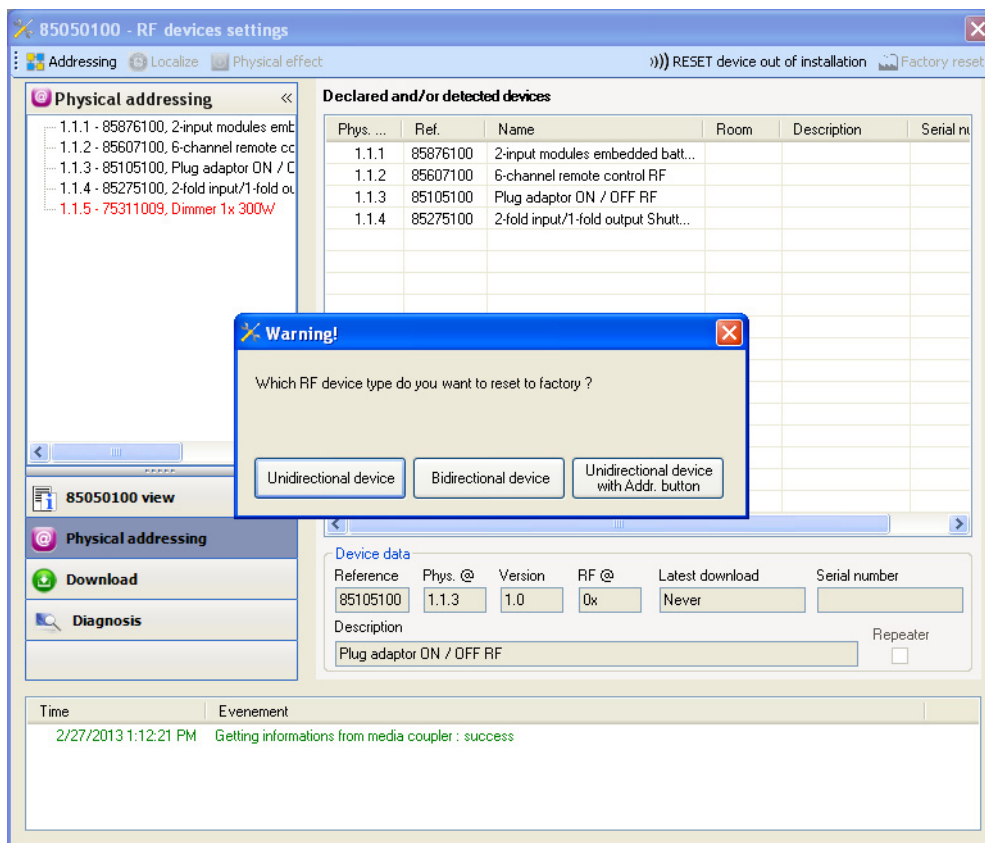 85050100 - RF devices settings
Addressing Localize Physical effect ))) RESET device out of installation Factory reset
Physical addressing «
1.1.1 - 85876100, 2-input modules emb
1.1.2 - 85607100, 6-channel remote cc
1.1.3 - 85105100, Plug adaptor ON / C
1.1.4 - 85275100, 2-fold input/1-fold ou
1.1.5 - 75311009, Dimmer 1x 300W
Declared and/or detected devices
Phys. ... Ref. Name Room Description Serial nu
1.1.1 85876100 2-input modules embedded batt...
1.1.2 85607100 6-channel remote control RF
1.1.3 85105100 Plug adaptor ON / OFF RF
1.1.4 85275100 2-fold input/1-fold output Shutt...
Warning!
Which RF device type do you want to reset to factory ?
Unidirectional device
Bidirectional device
Unidirectional device
with Addr. button
85050100 view
Physical addressing
Download
Diagnosis
Device data
Reference Phys. @ Version RF @ Latest download Serial number
85105100 1.1.3 1.0 0x Never
Description
Repeater
Plug adaptor ON / OFF RF
Time Evenement
2/27/2013 1:12:21 PM Getting informations from media coupler : success